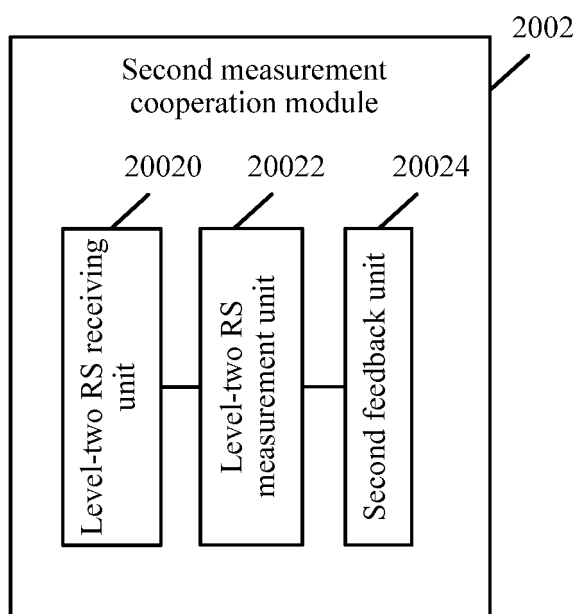 2002
Second measurement
cooperation module
20020
20022
20024
Level-two RS receiving
unit
Level-two RS
measurement unit
Second feedback unit